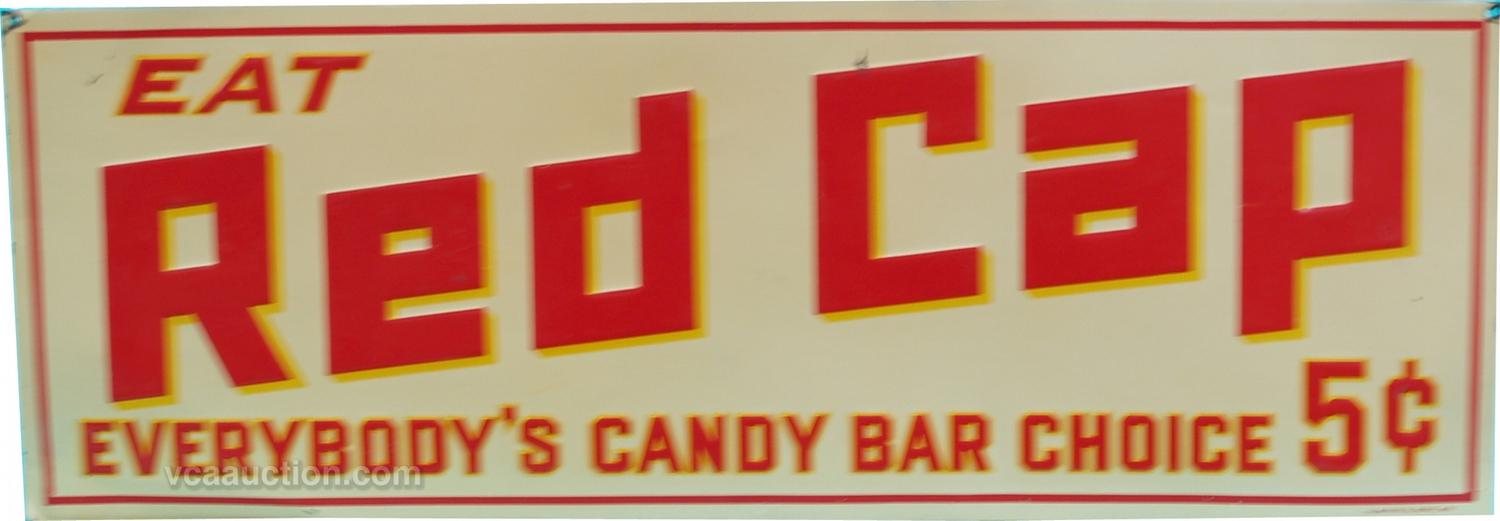 EAT
Red Cap
EVERYBODY'S CANDY BAR CHOICE 5¢
vcaauction.com